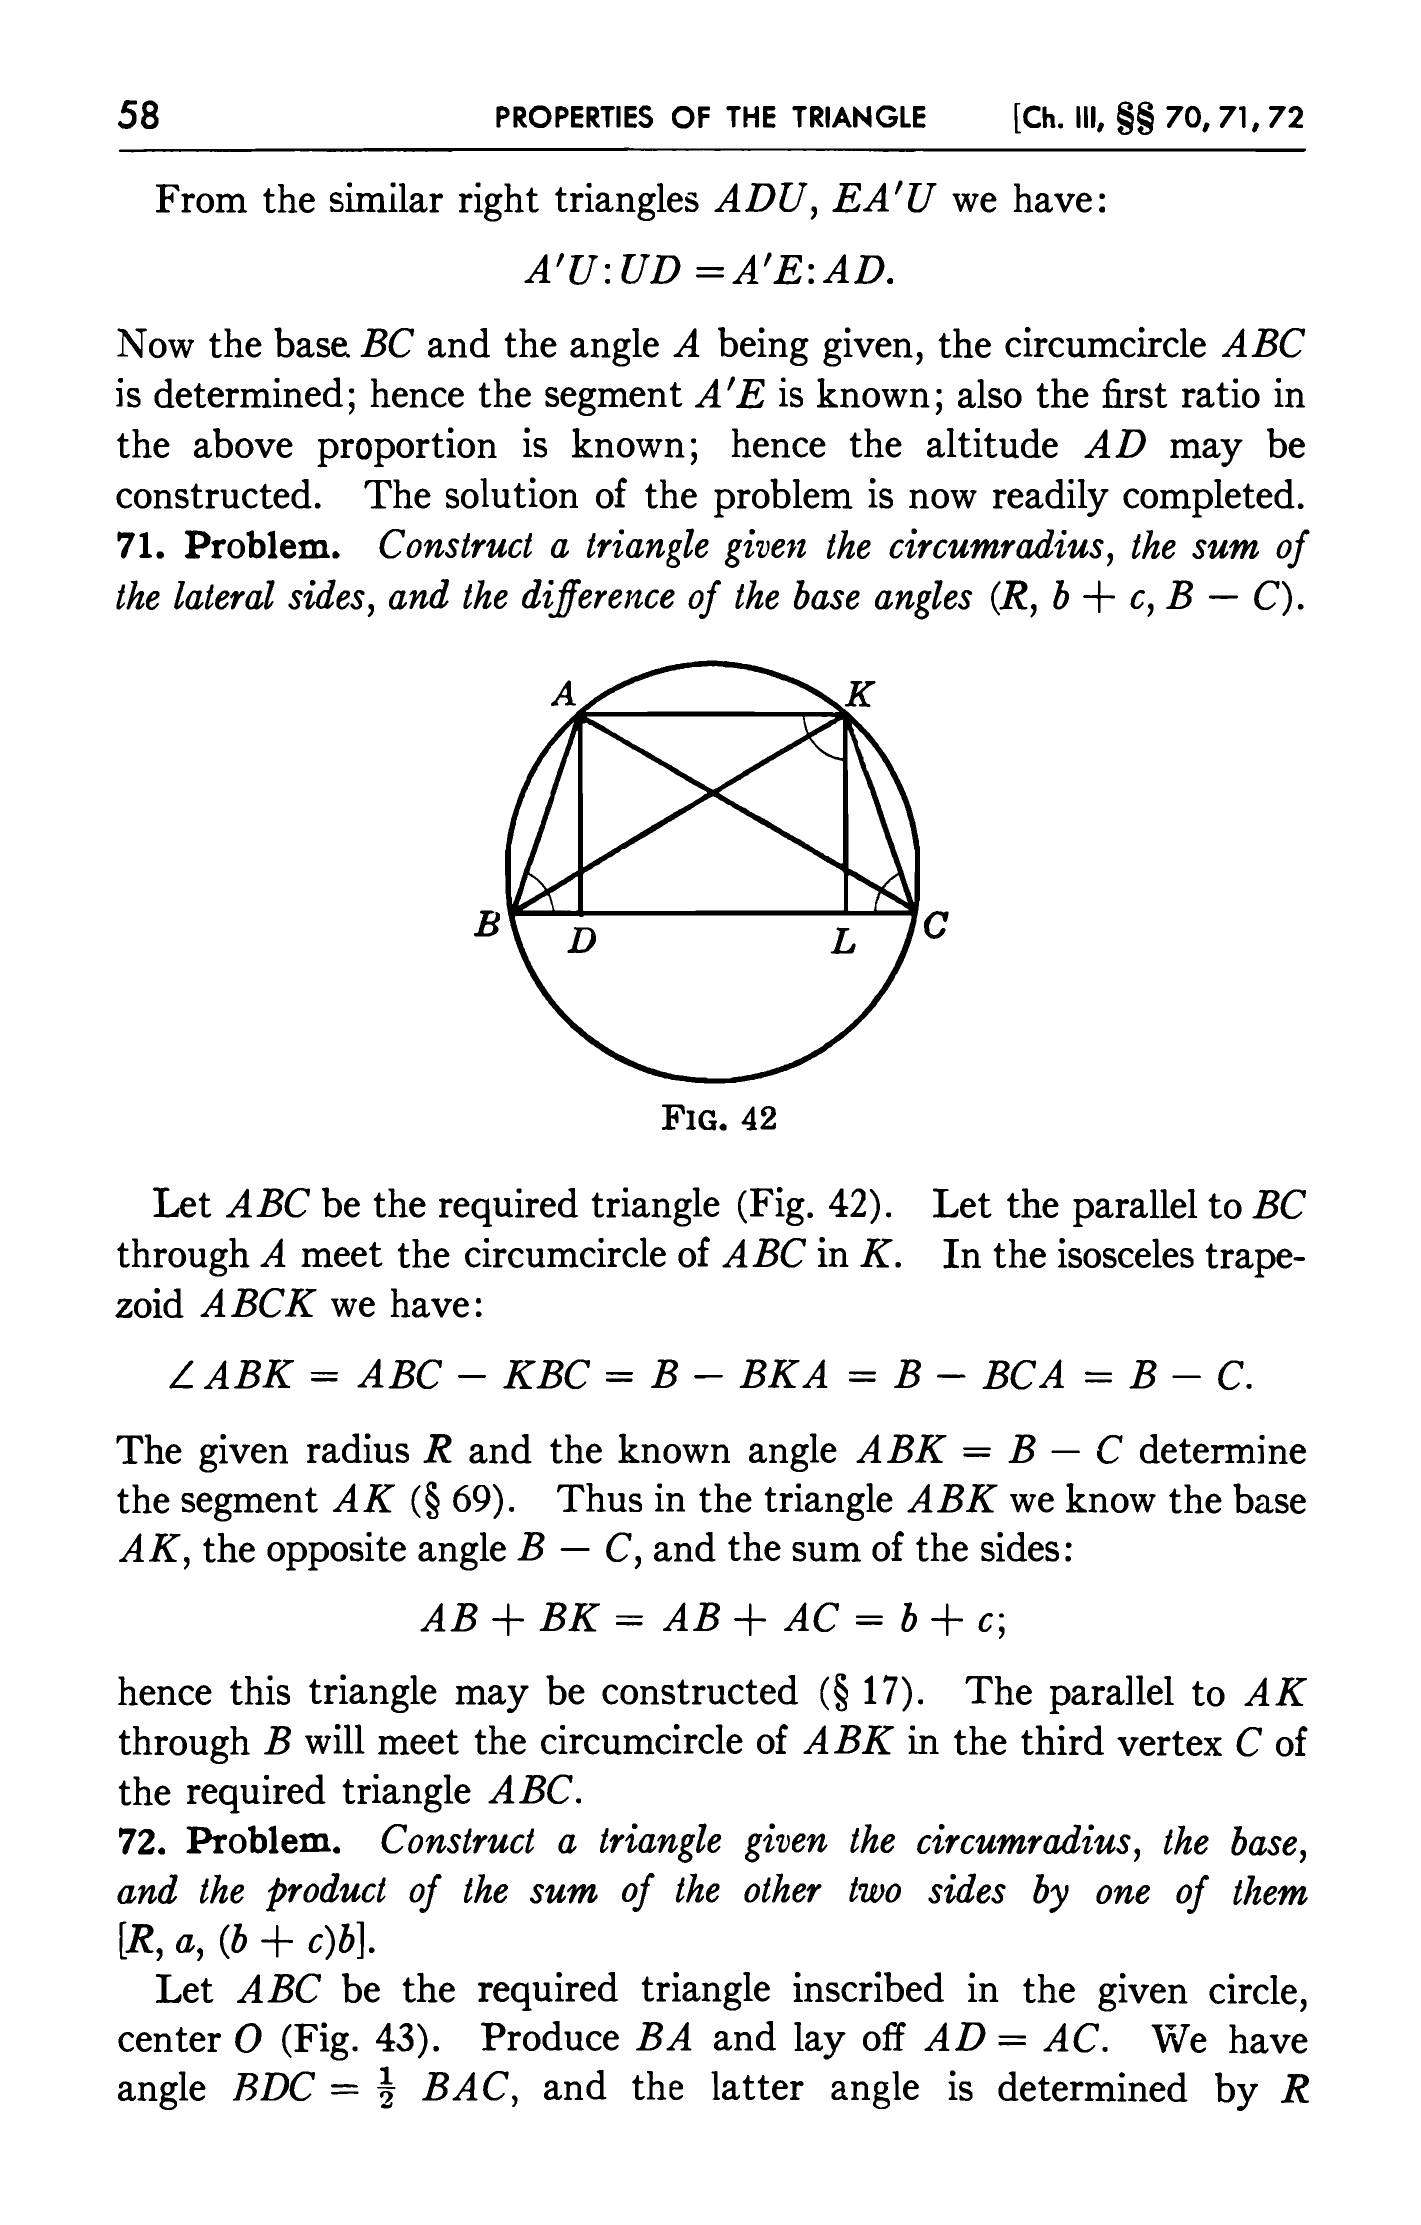 58 PROPERTIES OF THE TRIANGLE [Ch. III, §§ 70, 71, 72
From the similar right triangles ADU, EA'U we have:
A'U:UD = A'E:AD.
Now the base BC and the angle A being given, the circumcircle ABC
is determined; hence the segment A'E is known; also the first ratio in
the above proportion is known; hence the altitude AD may be
constructed. The solution of the problem is now readily completed.
71. Problem. Construct a triangle given the circumradius, the sum of
the lateral sides, and the difference of the base angles (R, b + c, B − C).
A K
B D L C
FIG. 42
Let ABC be the required triangle (Fig. 42). Let the parallel to BC
through A meet the circumcircle of ABC in K. In the isosceles trape-
zoid ABCK we have:
∠ABK = ABC − KBC = B − BKA = B − BCA = B − C.
The given radius R and the known angle ABK = B − C determine
the segment AK (§ 69). Thus in the triangle ABK we know the base
AK, the opposite angle B − C, and the sum of the sides:
AB + BK = AB + AC = b + c;
hence this triangle may be constructed (§ 17). The parallel to AK
through B will meet the circumcircle of ABK in the third vertex C of
the required triangle ABC.
72. Problem. Construct a triangle given the circumradius, the base,
and the product of the sum of the other two sides by one of them
[R, a, (b + c)b].
Let ABC be the required triangle inscribed in the given circle,
center O (Fig. 43). Produce BA and lay off AD = AC. We have
angle BDC = ½ BAC, and the latter angle is determined by R